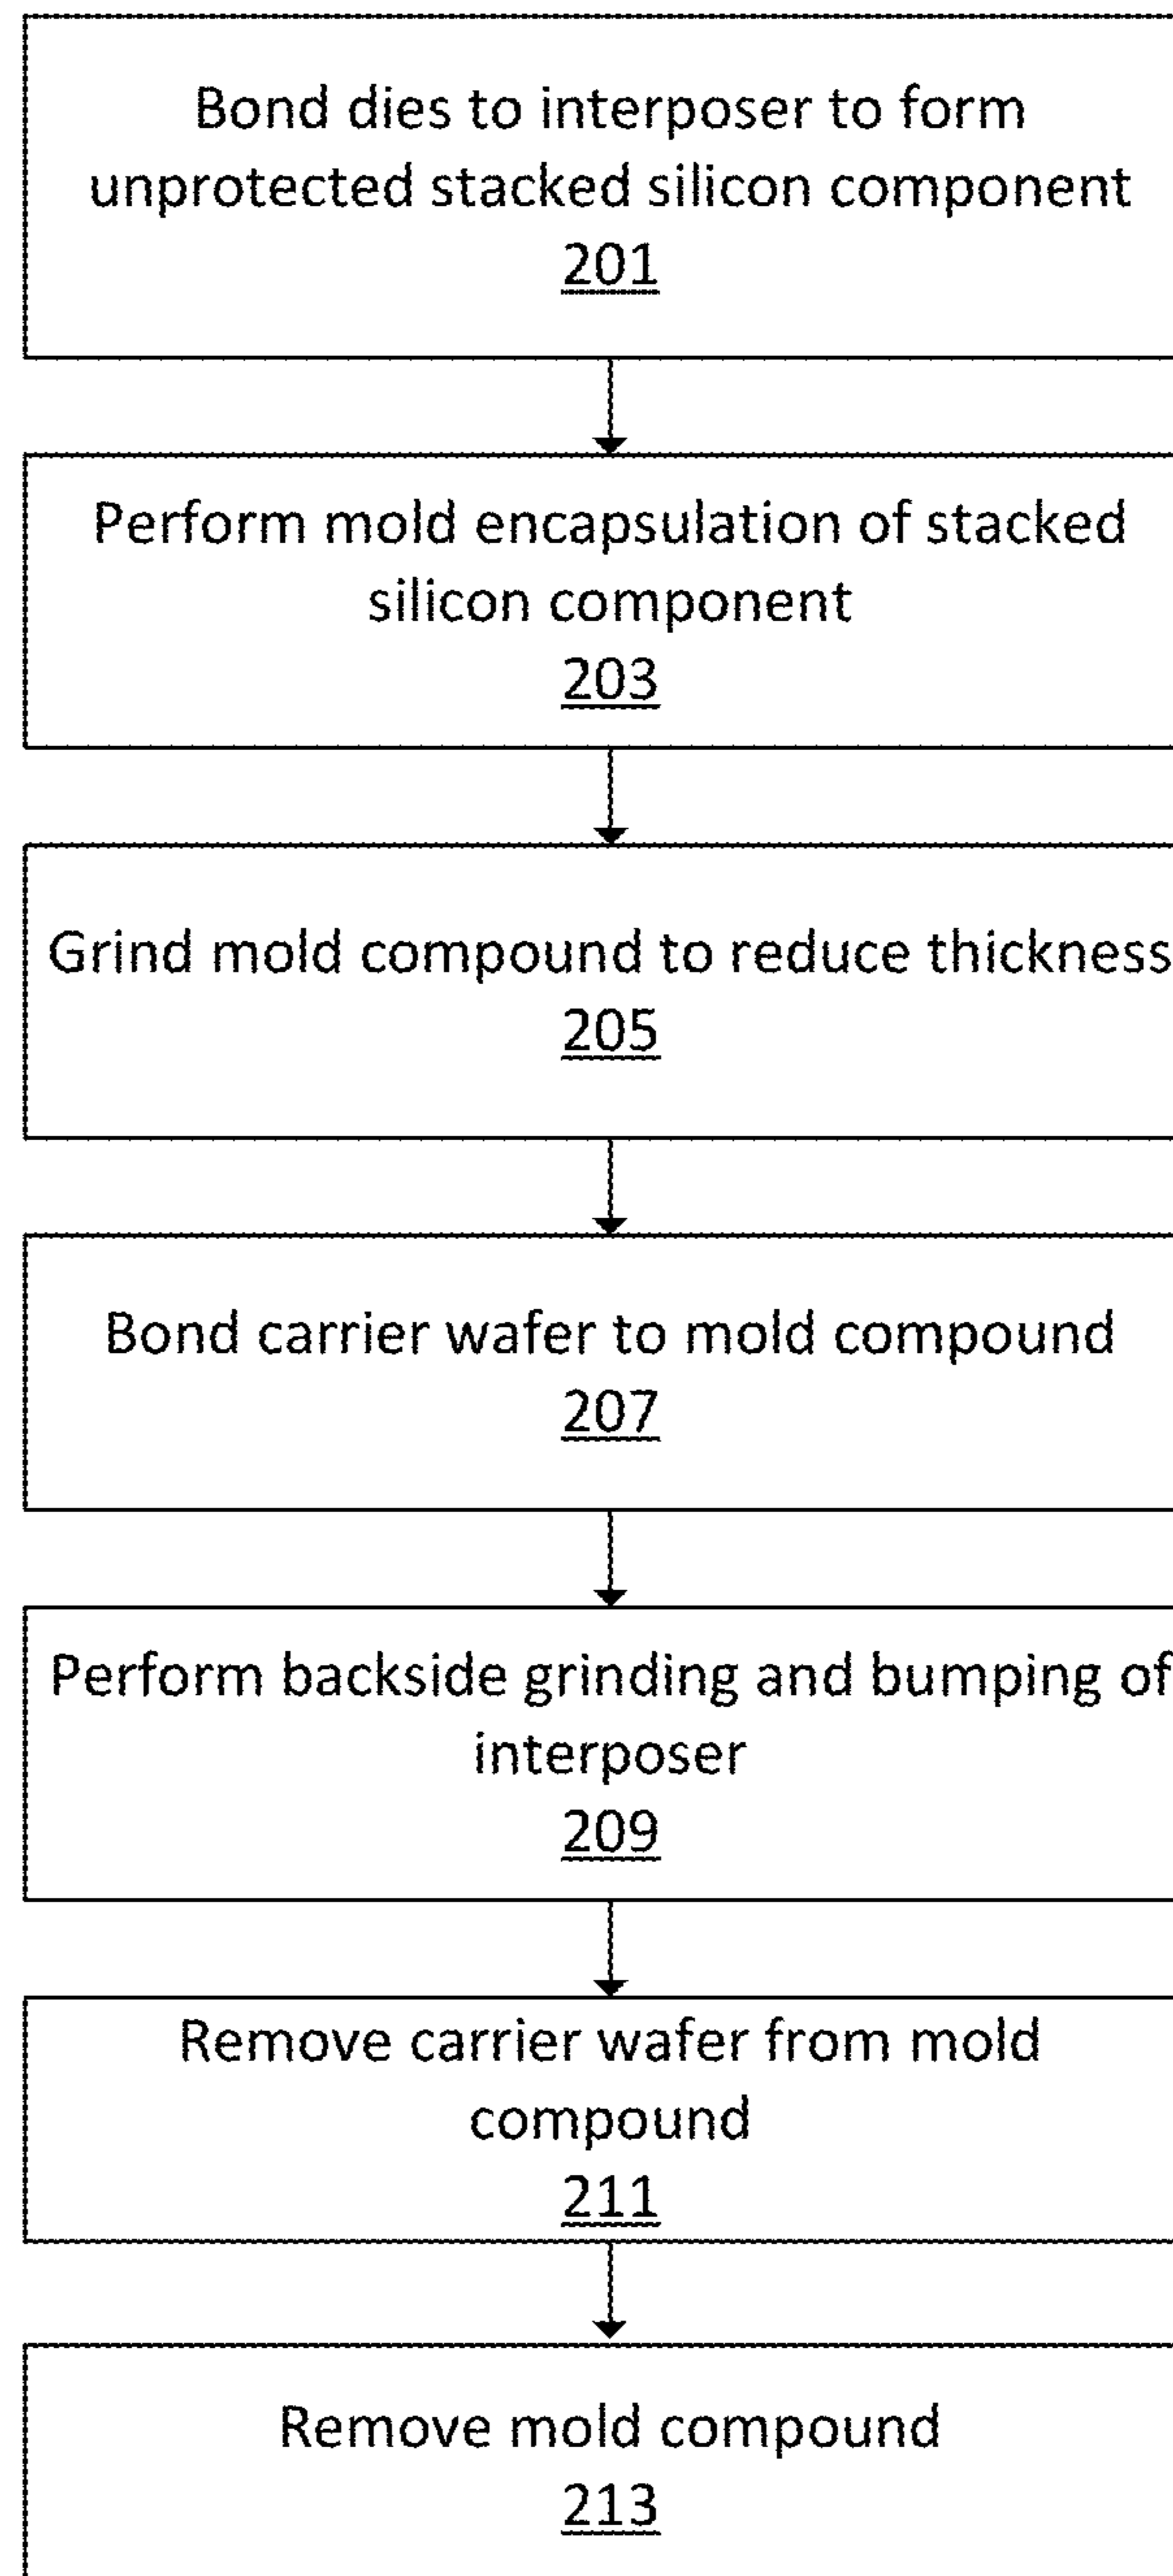 Bond dies to interposer to form
unprotected stacked silicon component
201
Perform mold encapsulation of stacked
silicon component
203
Grind mold compound to reduce thickness
205
Bond carrier wafer to mold compound
207
Perform backside grinding and bumping of
interposer
209
Remove carrier wafer from mold
compound
211
Remove mold compound
213